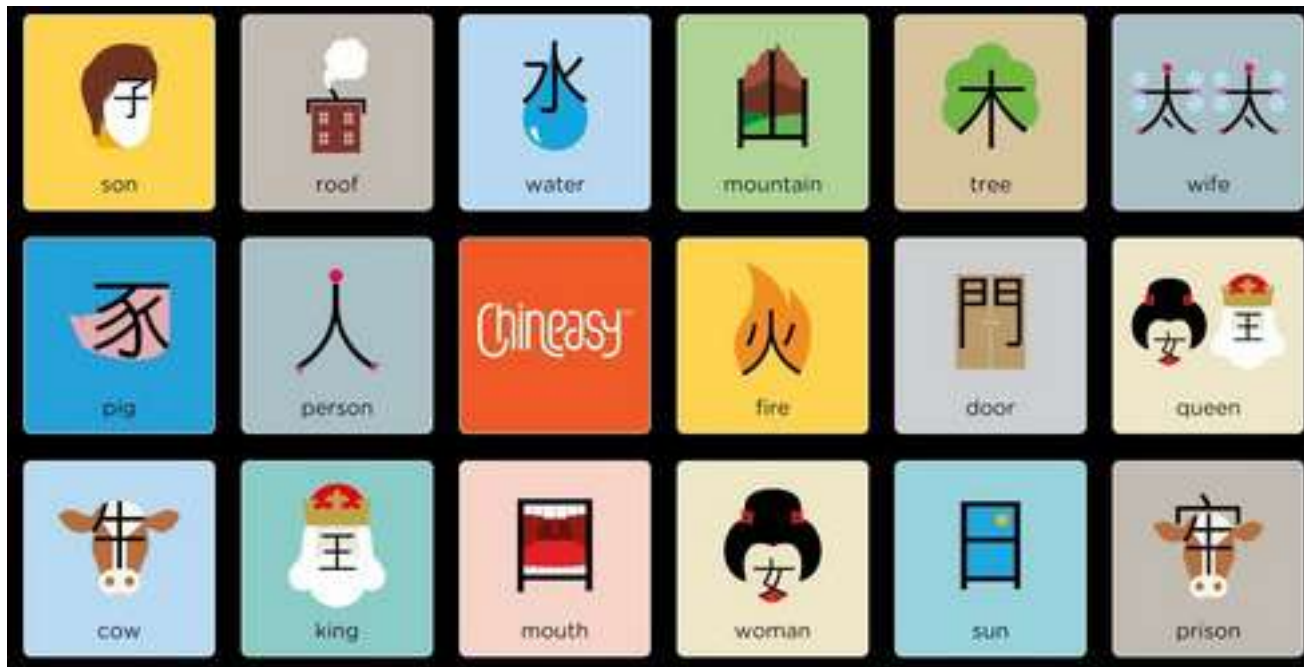 子
son
宀
roof
水
water
山
mountain
木
tree
太太
wife
豕
pig
人
person
Chineasy
火
fire
門
door
女王
queen
牛
cow
王
king
口
mouth
女
woman
日
sun
牢
prison